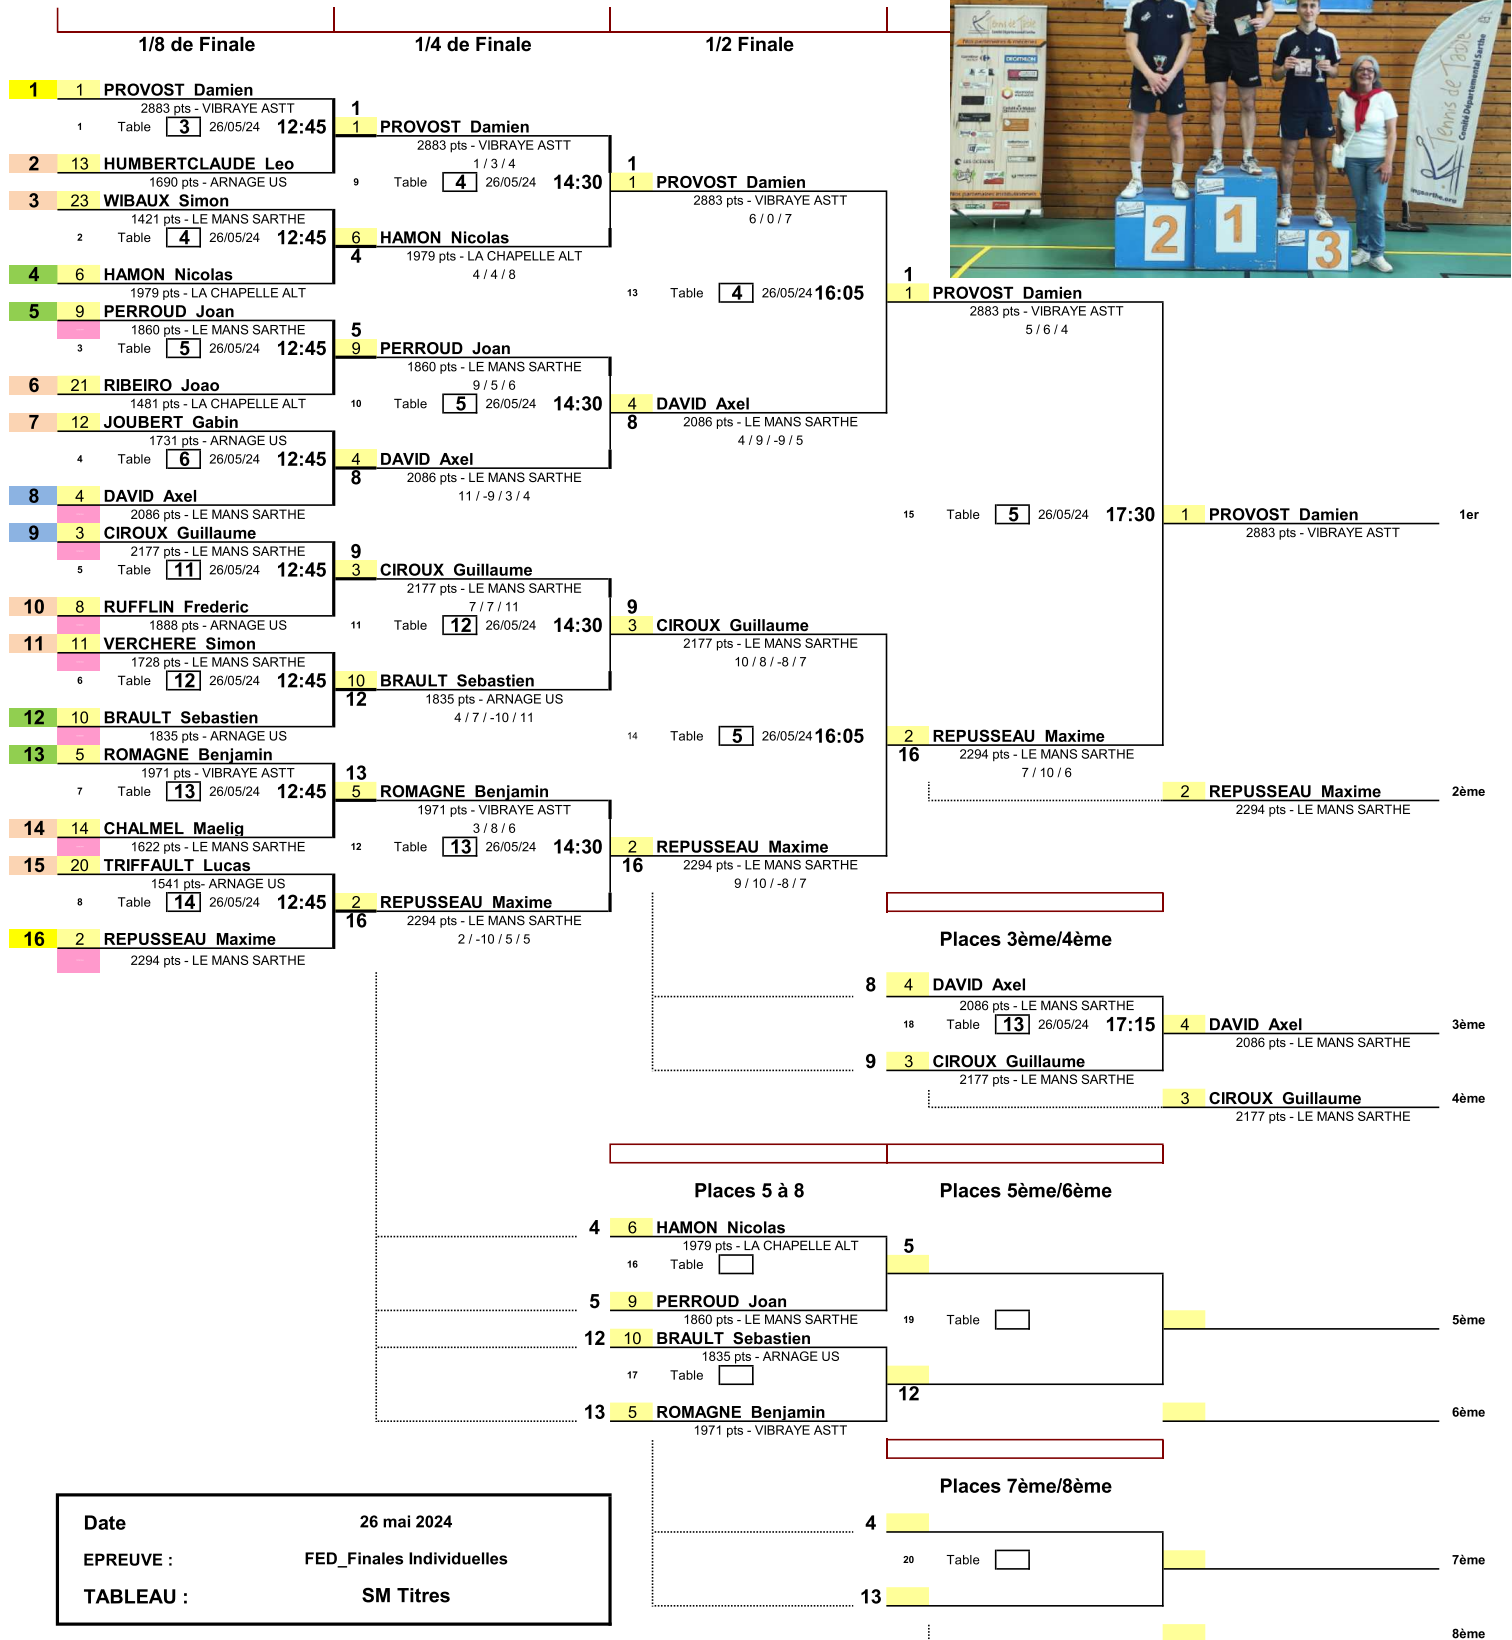 1/8 de Finale
1/4 de Finale
1/2 Finale
Tennis de Table
Comité Départemental Sarthe
DECATHLON
2
1
3
1 1 PROVOST Damien
2883 pts - VIBRAYE ASTT
1 Table 3 26/05/24 12:45
2 13 HUMBERTCLAUDE Leo
1690 pts - ARNAGE US
3 23 WIBAUX Simon
1421 pts - LE MANS SARTHE
2 Table 4 26/05/24 12:45
4 6 HAMON Nicolas
1979 pts - LA CHAPELLE ALT
5 9 PERROUD Joan
1860 pts - LE MANS SARTHE
3 Table 5 26/05/24 12:45
6 21 RIBEIRO Joao
1481 pts - LA CHAPELLE ALT
7 12 JOUBERT Gabin
1731 pts - ARNAGE US
4 Table 6 26/05/24 12:45
8 4 DAVID Axel
2086 pts - LE MANS SARTHE
9 3 CIROUX Guillaume
2177 pts - LE MANS SARTHE
5 Table 11 26/05/24 12:45
10 8 RUFFLIN Frederic
1888 pts - ARNAGE US
11 11 VERCHERE Simon
1728 pts - LE MANS SARTHE
6 Table 12 26/05/24 12:45
12 10 BRAULT Sebastien
1835 pts - ARNAGE US
13 5 ROMAGNE Benjamin
1971 pts - VIBRAYE ASTT
7 Table 13 26/05/24 12:45
14 14 CHALMEL Maelig
1622 pts - LE MANS SARTHE
15 20 TRIFFAULT Lucas
1541 pts- ARNAGE US
8 Table 14 26/05/24 12:45
16 2 REPUSSEAU Maxime
2294 pts - LE MANS SARTHE
1
1 PROVOST Damien
2883 pts - VIBRAYE ASTT
1 / 3 / 4
9 Table 4 26/05/24 14:30
6 HAMON Nicolas
4
1979 pts - LA CHAPELLE ALT
4 / 4 / 8
5
9 PERROUD Joan
1860 pts - LE MANS SARTHE
9 / 5 / 6
10 Table 5 26/05/24 14:30
4 DAVID Axel
8
2086 pts - LE MANS SARTHE
11 / -9 / 3 / 4
9
3 CIROUX Guillaume
2177 pts - LE MANS SARTHE
7 / 7 / 11
11 Table 12 26/05/24 14:30
10 BRAULT Sebastien
12
1835 pts - ARNAGE US
4 / 7 / -10 / 11
13
5 ROMAGNE Benjamin
1971 pts - VIBRAYE ASTT
3 / 8 / 6
12 Table 13 26/05/24 14:30
2 REPUSSEAU Maxime
16
2294 pts - LE MANS SARTHE
2 / -10 / 5 / 5
1
1 PROVOST Damien
2883 pts - VIBRAYE ASTT
6 / 0 / 7
13 Table 4 26/05/24 16:05
4 DAVID Axel
8
2086 pts - LE MANS SARTHE
4 / 9 / -9 / 5
9
3 CIROUX Guillaume
2177 pts - LE MANS SARTHE
10 / 8 / -8 / 7
14 Table 5 26/05/24 16:05
2 REPUSSEAU Maxime
16
2294 pts - LE MANS SARTHE
9 / 10 / -8 / 7
1
1 PROVOST Damien
2883 pts - VIBRAYE ASTT
5 / 6 / 4
15 Table 5 26/05/24 17:30
2 REPUSSEAU Maxime
16
2294 pts - LE MANS SARTHE
7 / 10 / 6
1 PROVOST Damien 1er
2883 pts - VIBRAYE ASTT
2 REPUSSEAU Maxime 2ème
2294 pts - LE MANS SARTHE
Places 3ème/4ème
8 4 DAVID Axel
2086 pts - LE MANS SARTHE
18 Table 13 26/05/24 17:15
9 3 CIROUX Guillaume
2177 pts - LE MANS SARTHE
4 DAVID Axel 3ème
2086 pts - LE MANS SARTHE
3 CIROUX Guillaume 4ème
2177 pts - LE MANS SARTHE
Places 5 à 8
Places 5ème/6ème
4 6 HAMON Nicolas
1979 pts - LA CHAPELLE ALT
16 Table
5 9 PERROUD Joan
1860 pts - LE MANS SARTHE
12 10 BRAULT Sebastien
1835 pts - ARNAGE US
17 Table
13 5 ROMAGNE Benjamin
1971 pts - VIBRAYE ASTT
5
19 Table
12
5ème
6ème
Places 7ème/8ème
4
20 Table
13
7ème
8ème
Date 26 mai 2024
EPREUVE : FED_Finales Individuelles
TABLEAU : SM Titres